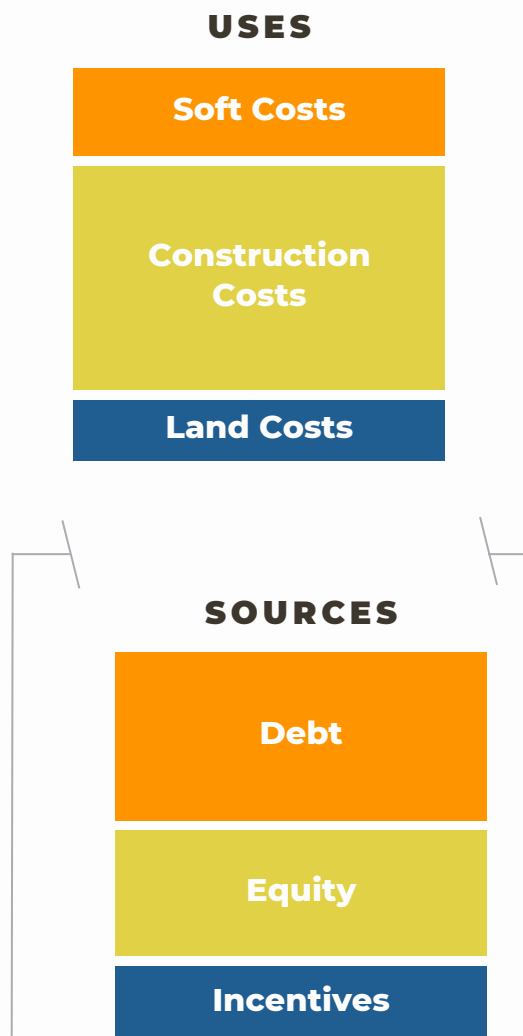 USES
Soft Costs
Construction
Costs
Land Costs
SOURCES
Debt
Equity
Incentives